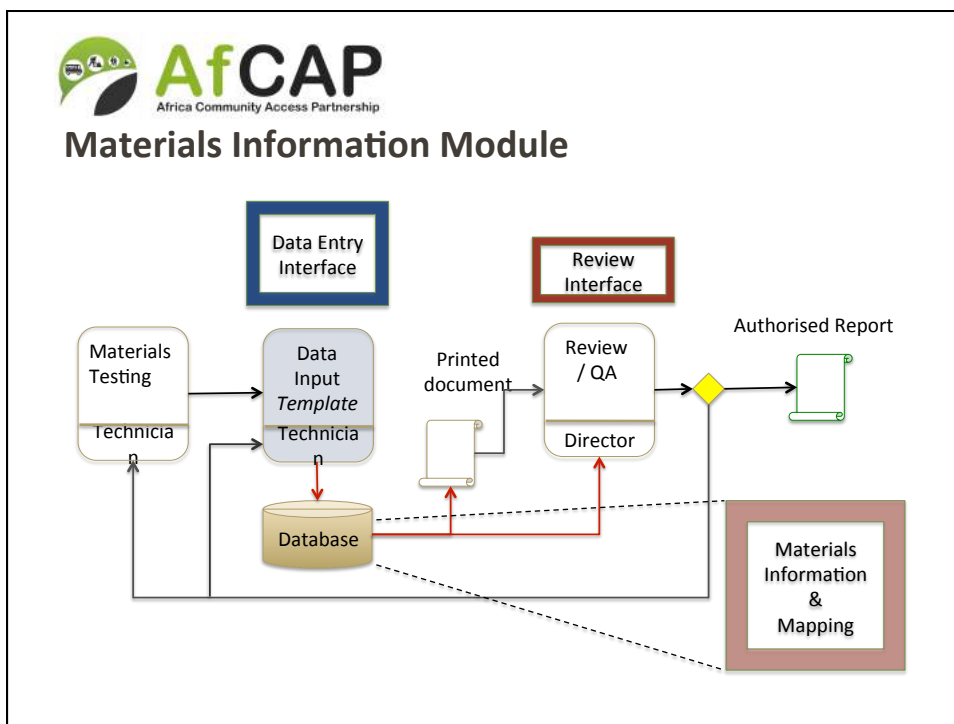 AfCAP
Africa Community Access Partnership
Materials Information Module
Data Entry
Interface
Review
Interface
Materials
Testing
Technicia
n
Data
Input
Template
Technicia
n
Printed
document
Review
/ QA
Director
Authorised Report
Database
Materials
Information
&
Mapping